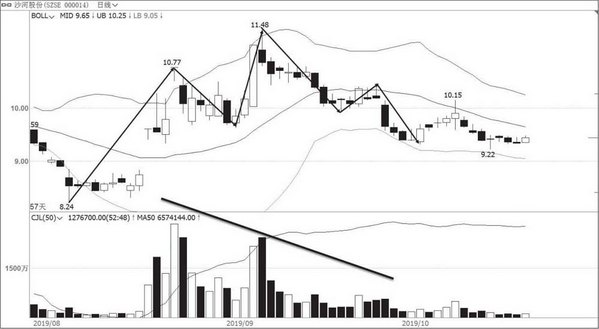 沙河股份(SZSE 000014) 日线
BOLL MID 9.65 ↓ UB 10.25 ↓ LB 9.05 ↓
11.48
10.77
10.15
10.00
59
9.00
9.22
57天
8.24
CJL(50) 1276700.00(52:48) ↑ MA50 6574144.00 ↑
1500万
2019/08 2019/09 2019/10